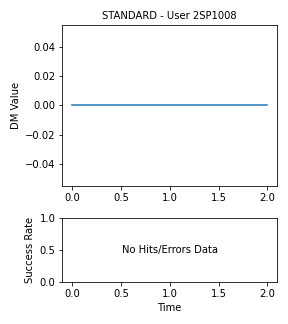 STANDARD - User 2SP1008
DM Value
0.04
0.02
0.00
−0.02
−0.04
0.0 0.5 1.0 1.5 2.0
Success Rate
1.0
0.5
0.0
No Hits/Errors Data
0.0 0.5 1.0 1.5 2.0
Time